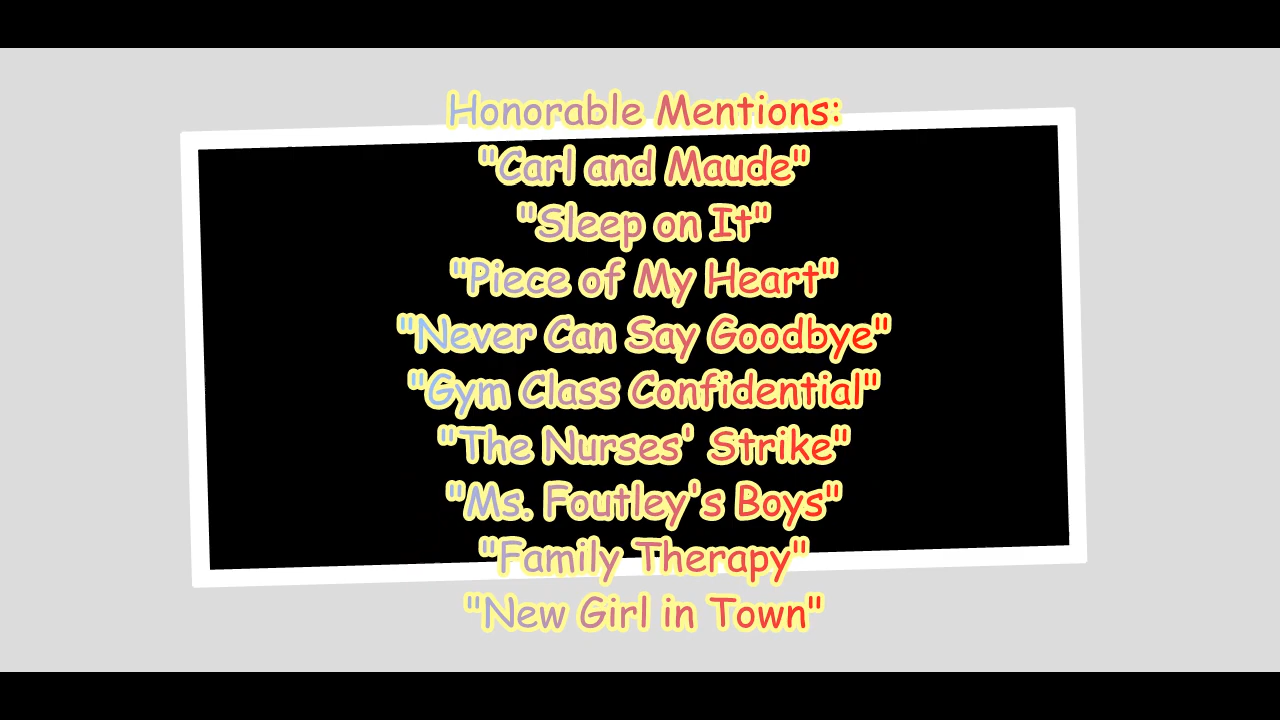 Honorable Mentions:
"Carl and Maude"
"Sleep on It"
"Piece of My Heart"
"Never Can Say Goodbye"
"Gym Class Confidential"
"The Nurses' Strike"
"Ms. Foutley's Boys"
"Family Therapy"
"New Girl in Town"